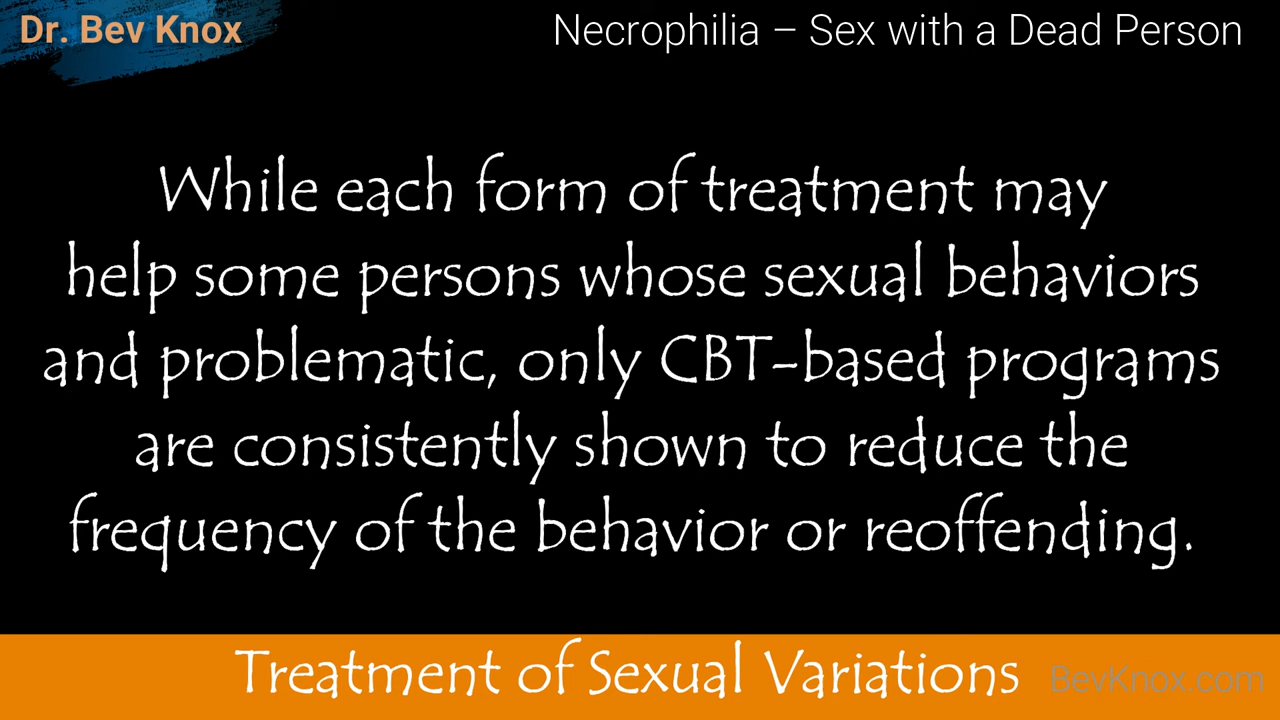 Dr. Bev Knox
Necrophilia – Sex with a Dead Person
While each form of treatment may
help some persons whose sexual behaviors
and problematic, only CBT-based programs
are consistently shown to reduce the
frequency of the behavior or reoffending.
Treatment of Sexual Variations
BevKnox.com